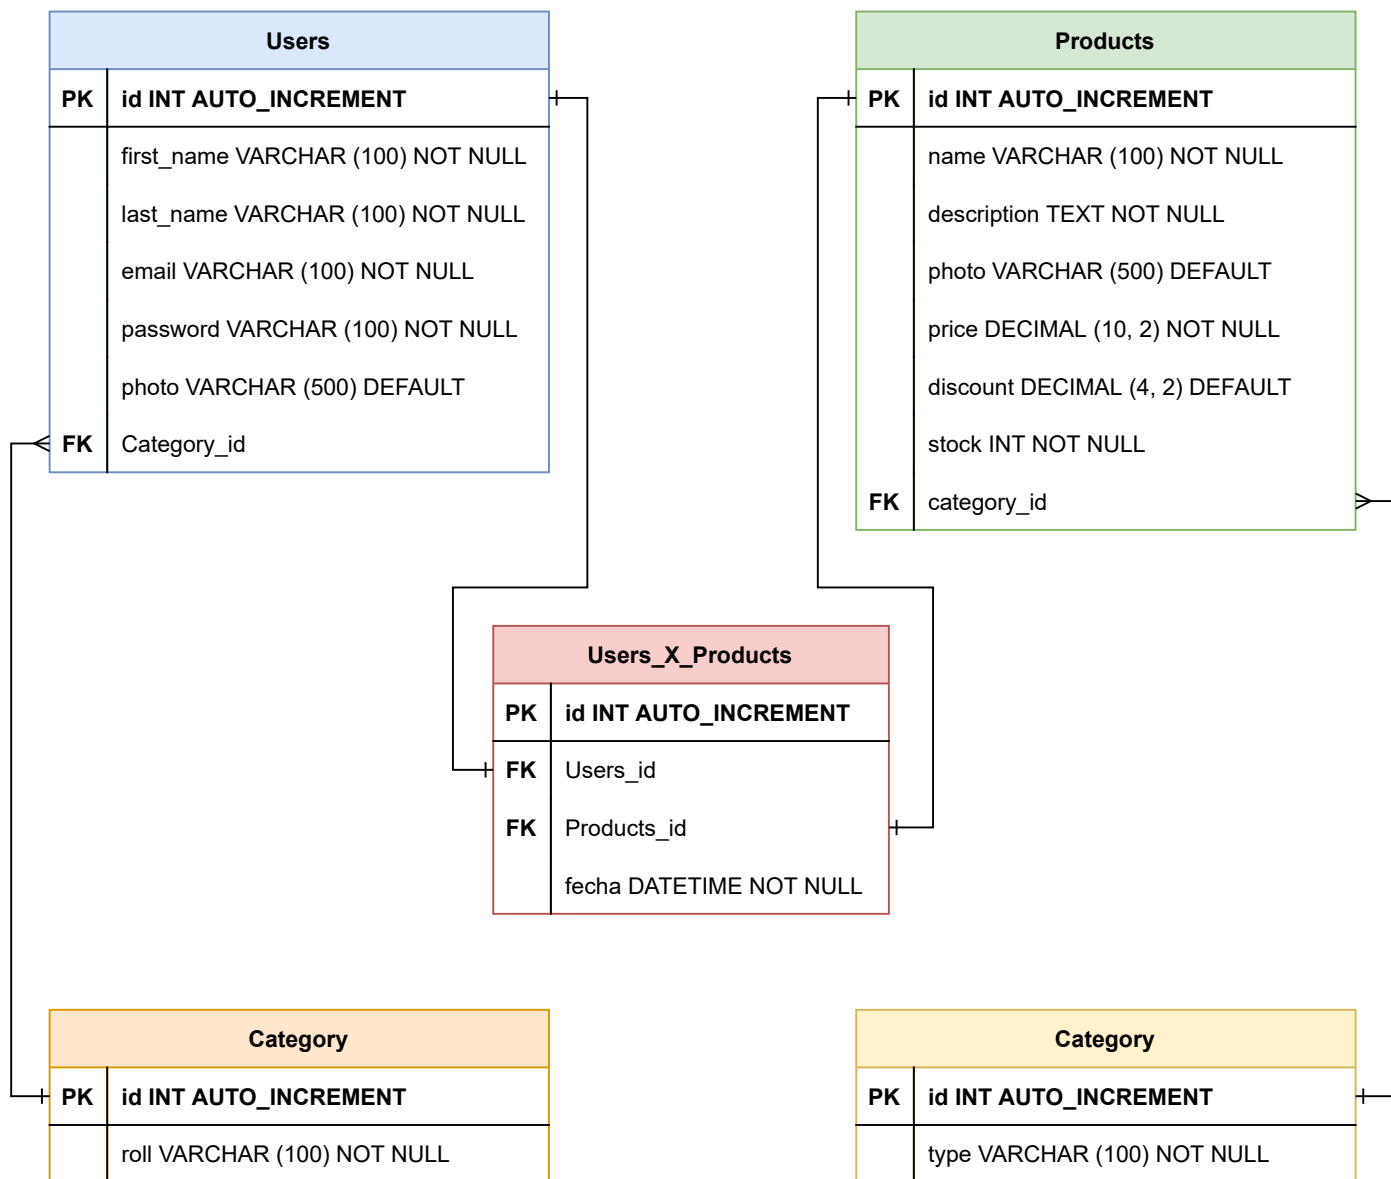 Users
PK id INT AUTO_INCREMENT
first_name VARCHAR (100) NOT NULL
last_name VARCHAR (100) NOT NULL
email VARCHAR (100) NOT NULL
password VARCHAR (100) NOT NULL
photo VARCHAR (500) DEFAULT
FK Category_id
Products
PK id INT AUTO_INCREMENT
name VARCHAR (100) NOT NULL
description TEXT NOT NULL
photo VARCHAR (500) DEFAULT
price DECIMAL (10, 2) NOT NULL
discount DECIMAL (4, 2) DEFAULT
stock INT NOT NULL
FK category_id
Users_X_Products
PK id INT AUTO_INCREMENT
FK Users_id
FK Products_id
fecha DATETIME NOT NULL
Category
PK id INT AUTO_INCREMENT
roll VARCHAR (100) NOT NULL
Category
PK id INT AUTO_INCREMENT
type VARCHAR (100) NOT NULL